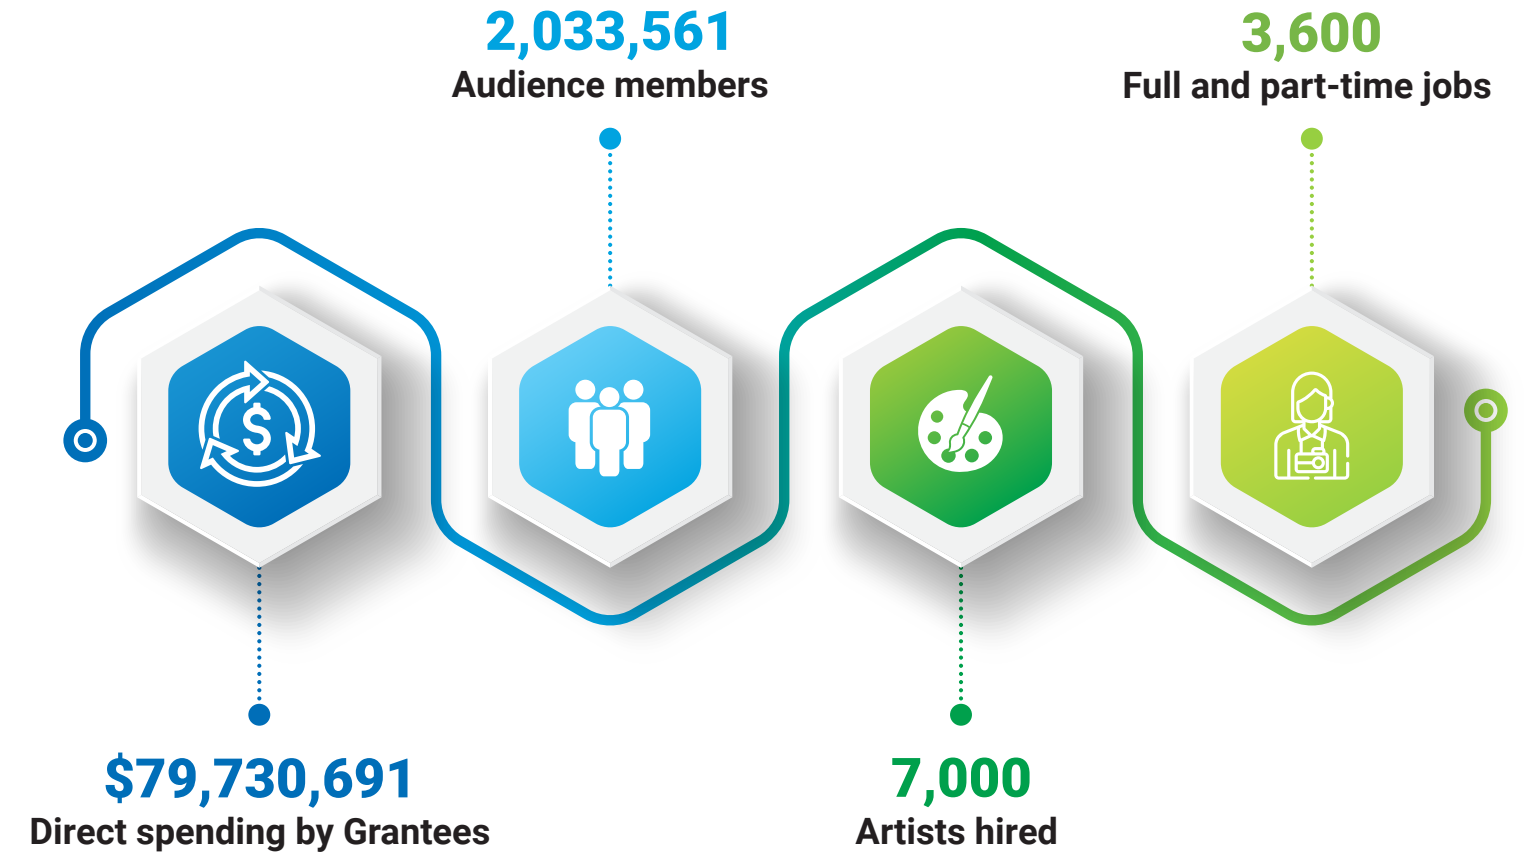 2,033,561
Audience members
3,600
Full and part-time jobs
$
$79,730,691
Direct spending by Grantees
7,000
Artists hired